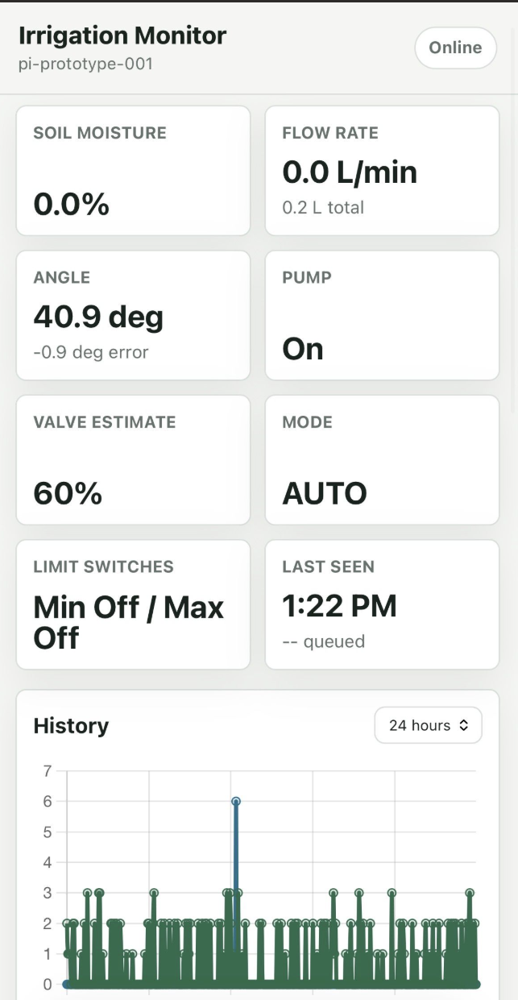 Irrigation Monitor
pi-prototype-001
Online
SOIL MOISTURE
0.0%
FLOW RATE
0.0 L/min
0.2 L total
ANGLE
40.9 deg
-0.9 deg error
PUMP
On
VALVE ESTIMATE
60%
MODE
AUTO
LIMIT SWITCHES
Min Off / Max
Off
LAST SEEN
1:22 PM
-- queued
History
24 hours
7
6
5
4
3
2
1
0